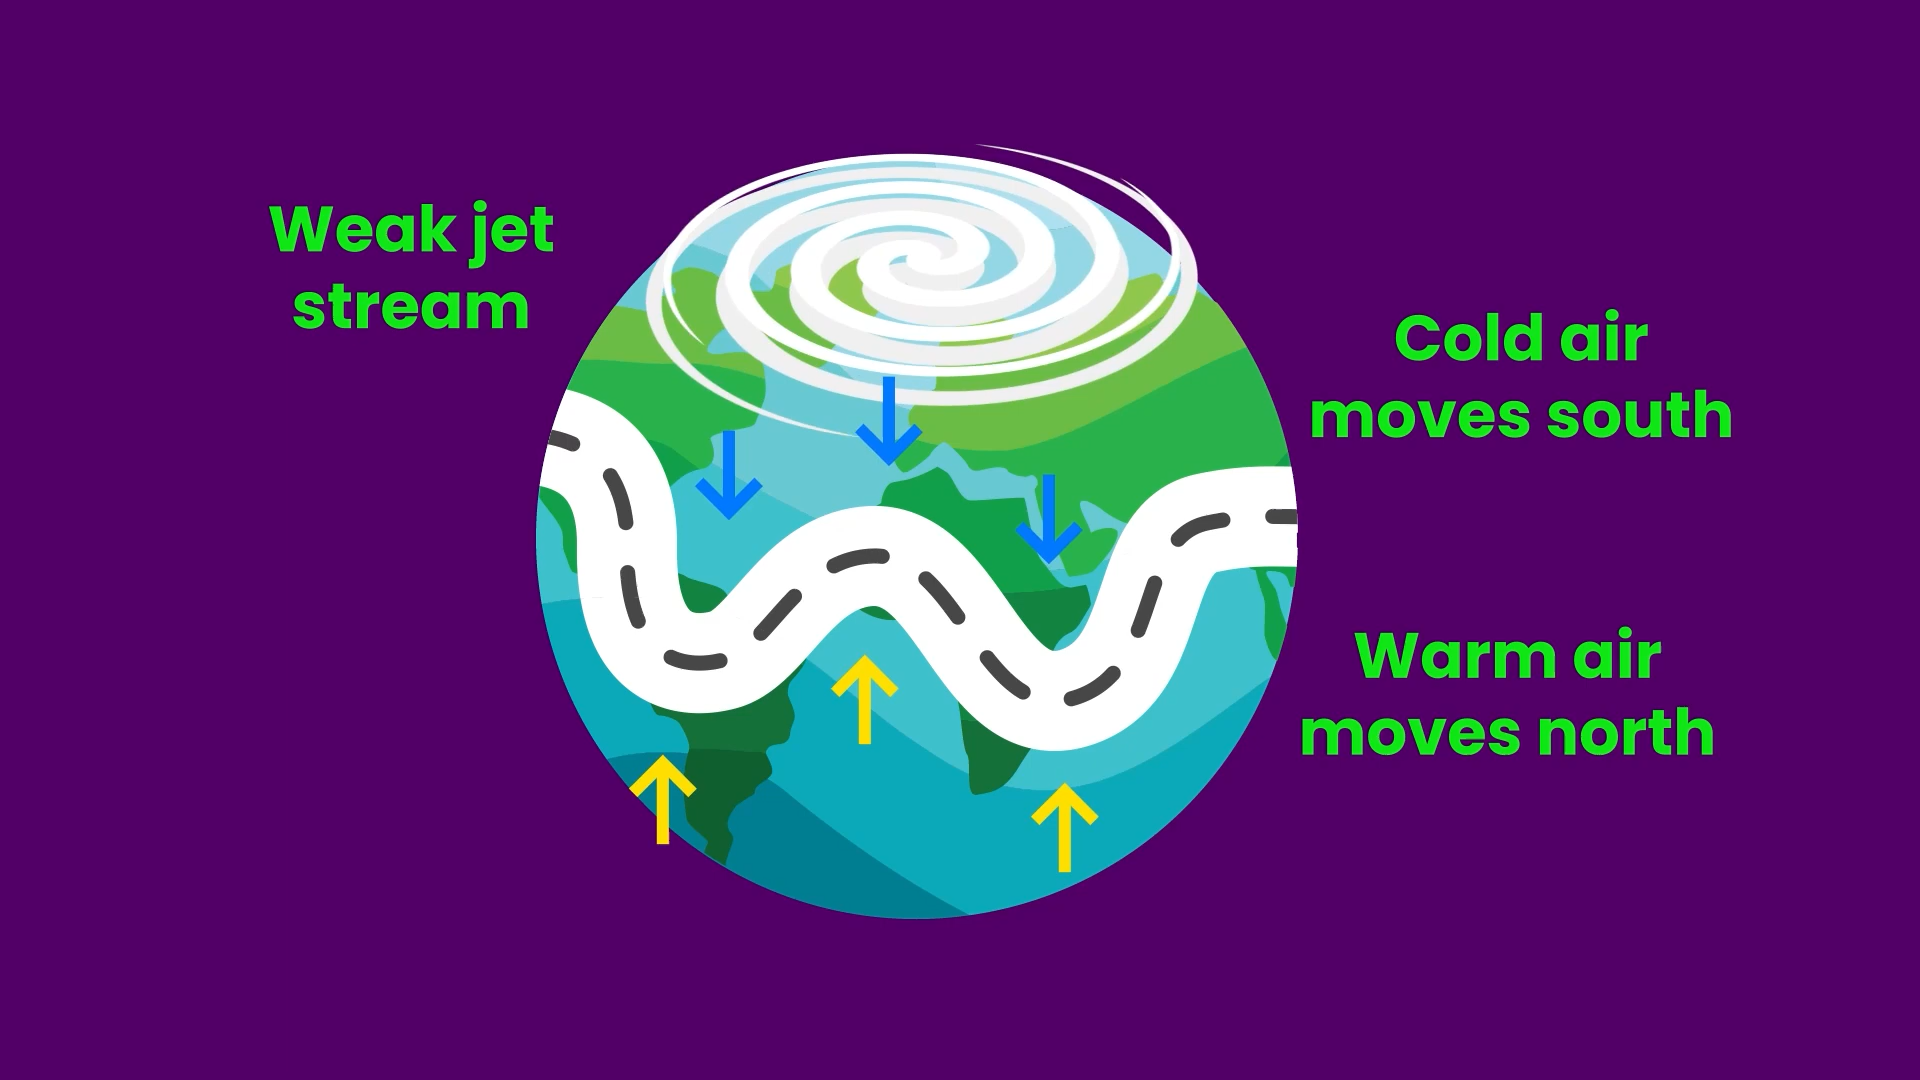 Weak jet
stream
Cold air
moves south
Warm air
moves north